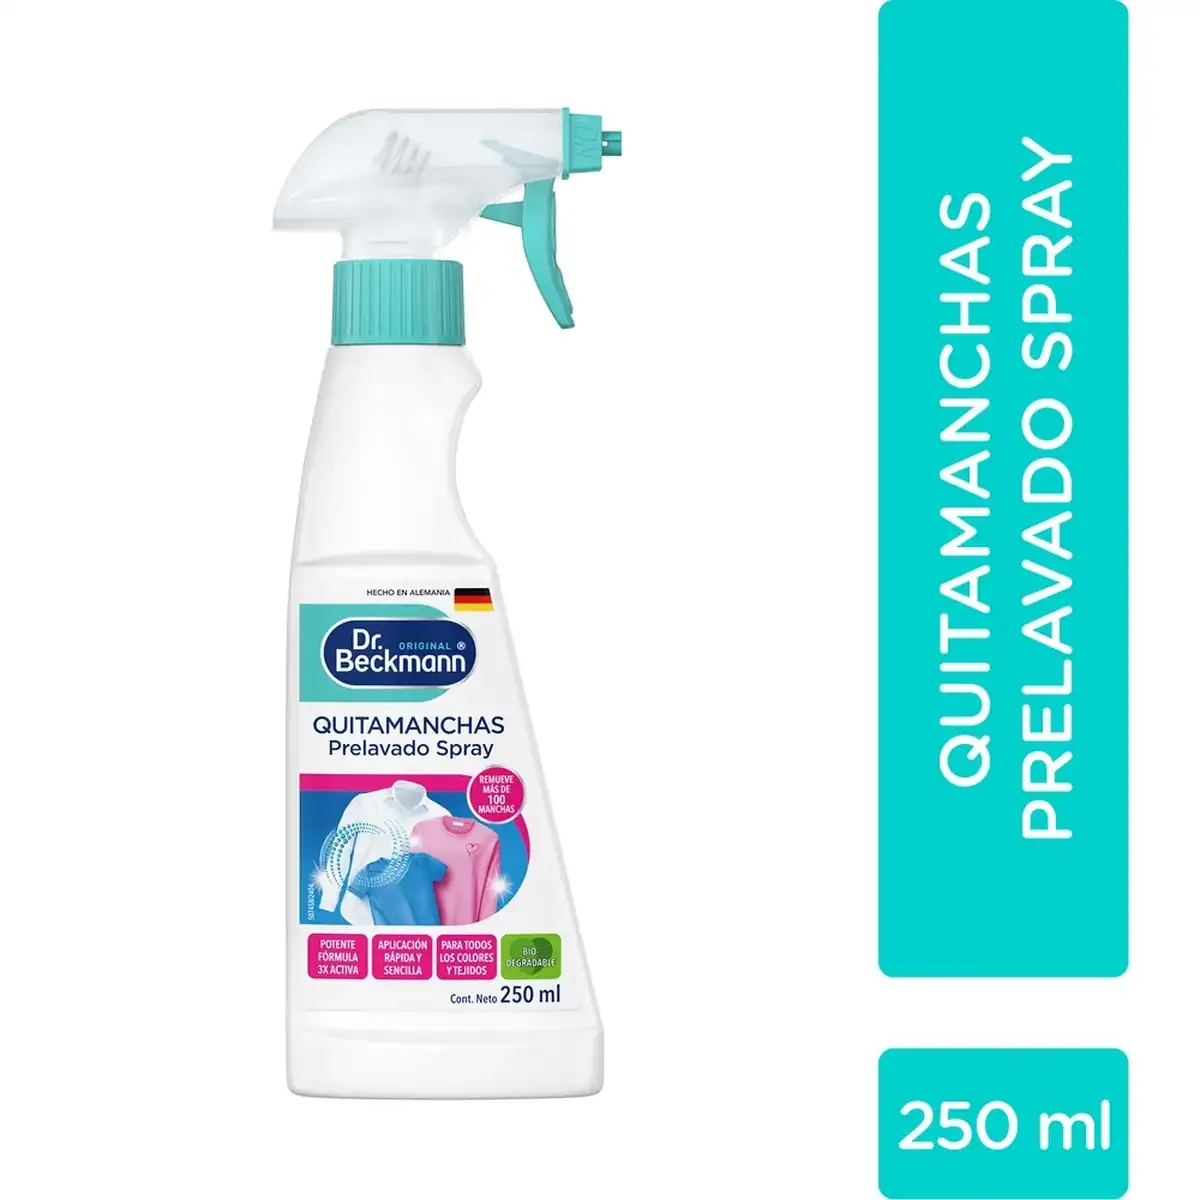 HECHO EN ALEMANIA
Dr. ORIGINAL ®
Beckmann
QUITAMANCHAS
Prelavado Spray
REMUEVE
MÁS DE
100
MANCHAS
POTENTE
FÓRMULA
3X ACTIVA
APLICACIÓN
RÁPIDA Y
SENCILLA
PARA TODOS
LOS COLORES
Y TEJIDOS
BIO
DEGRADABLE
Cont. Neto 250 ml
QUITAMANCHAS
PRELAVADO SPRAY
250 ml